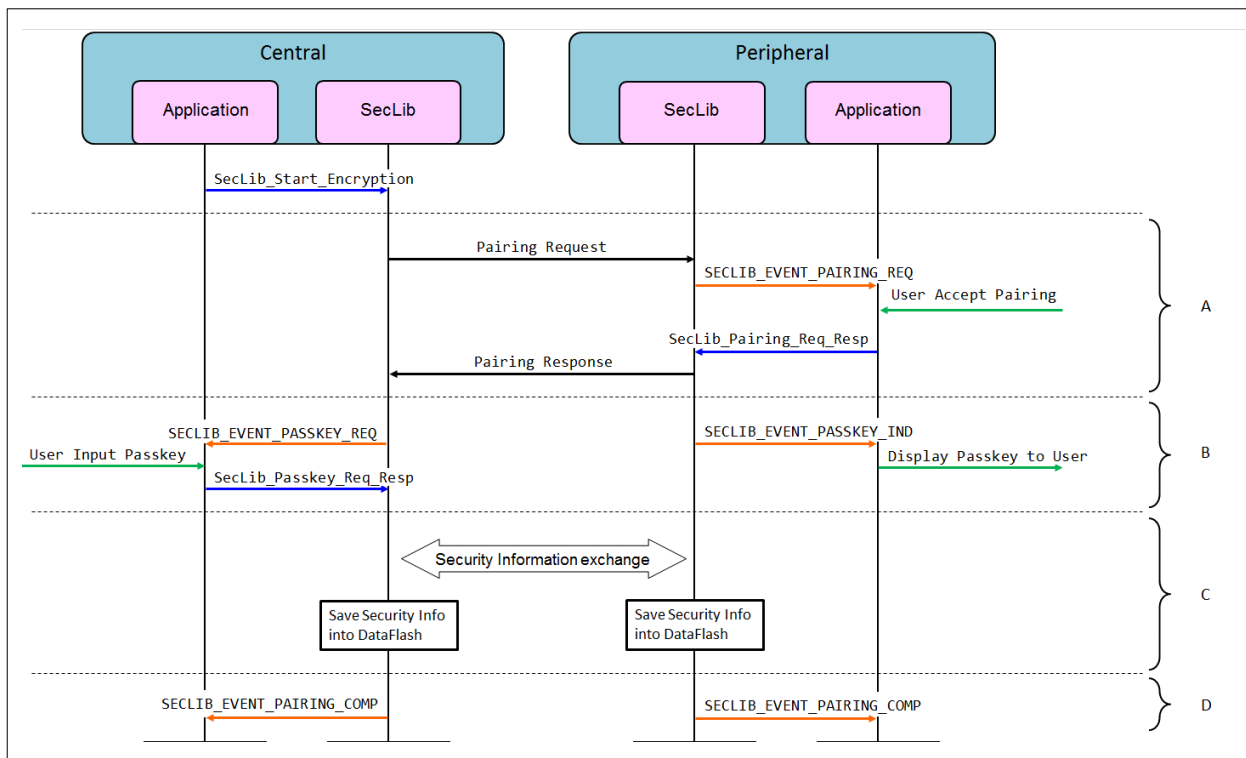 Central
Peripheral
Application
SecLib
SecLib
Application
SecLib_Start_Encryption
Pairing Request
SECLIB_EVENT_PAIRING_REQ
User Accept Pairing
A
SecLib_Pairing_Req_Resp
Pairing Response
SECLIB_EVENT_PASSKEY_REQ
SECLIB_EVENT_PASSKEY_IND
User Input Passkey
Display Passkey to User
B
SecLib_Passkey_Req_Resp
Security Information exchange
C
Save Security Info
into DataFlash
Save Security Info
into DataFlash
SECLIB_EVENT_PAIRING_COMP
SECLIB_EVENT_PAIRING_COMP
D